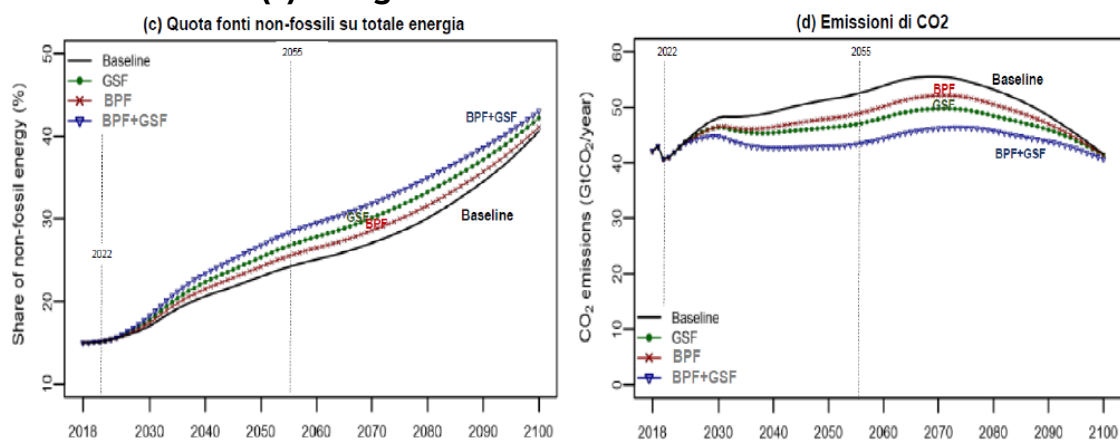 (c) Quota fonti non-fossili su totale energia
Share of non-fossil energy (%)
50
40
30
20
10
2055
2022
Baseline
GSF
BPF
BPF+GSF
BPF+GSF
GSF
BPF
Baseline
2018 2030 2040 2050 2060 2070 2080 2090 2100
(d) Emissioni di CO2
CO2 emissions (GtCO2/year)
60
50
40
30
20
10
0
2022
2055
Baseline
BPF
GSF
BPF+GSF
Baseline
GSF
BPF
BPF+GSF
2018 2030 2040 2050 2060 2070 2080 2090 2100